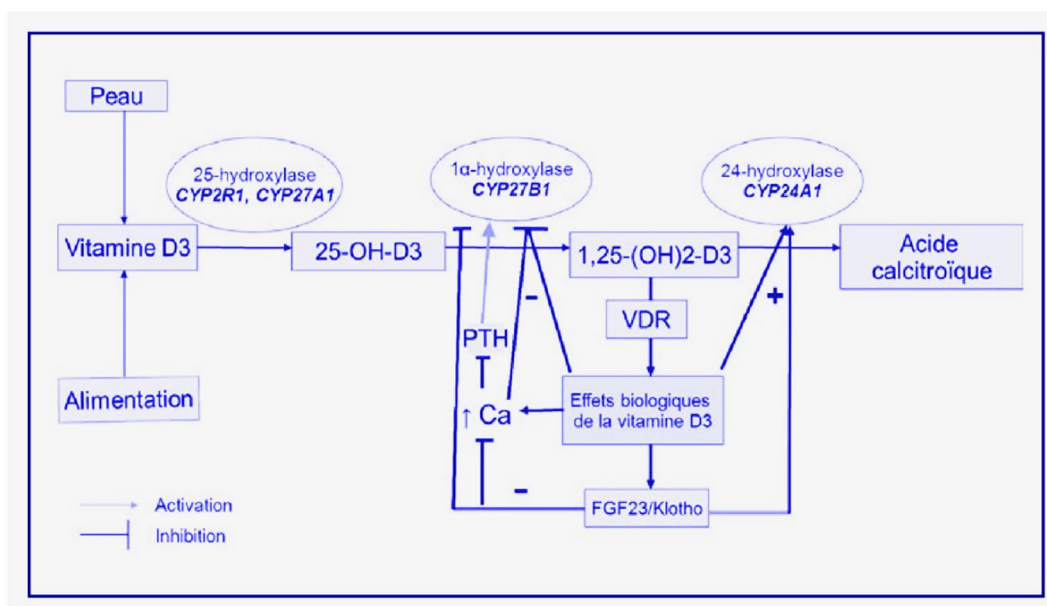 Peau
25-hydroxylase
CYP2R1, CYP27A1
1α-hydroxylase
CYP27B1
24-hydroxylase
CYP24A1
Vitamine D3
25-OH-D3
1,25-(OH)2-D3
Acide
calcitroïque
-
+
VDR
PTH
Alimentation
↑ Ca
Effets biologiques
de la vitamine D3
-
FGF23/Klotho
Activation
Inhibition